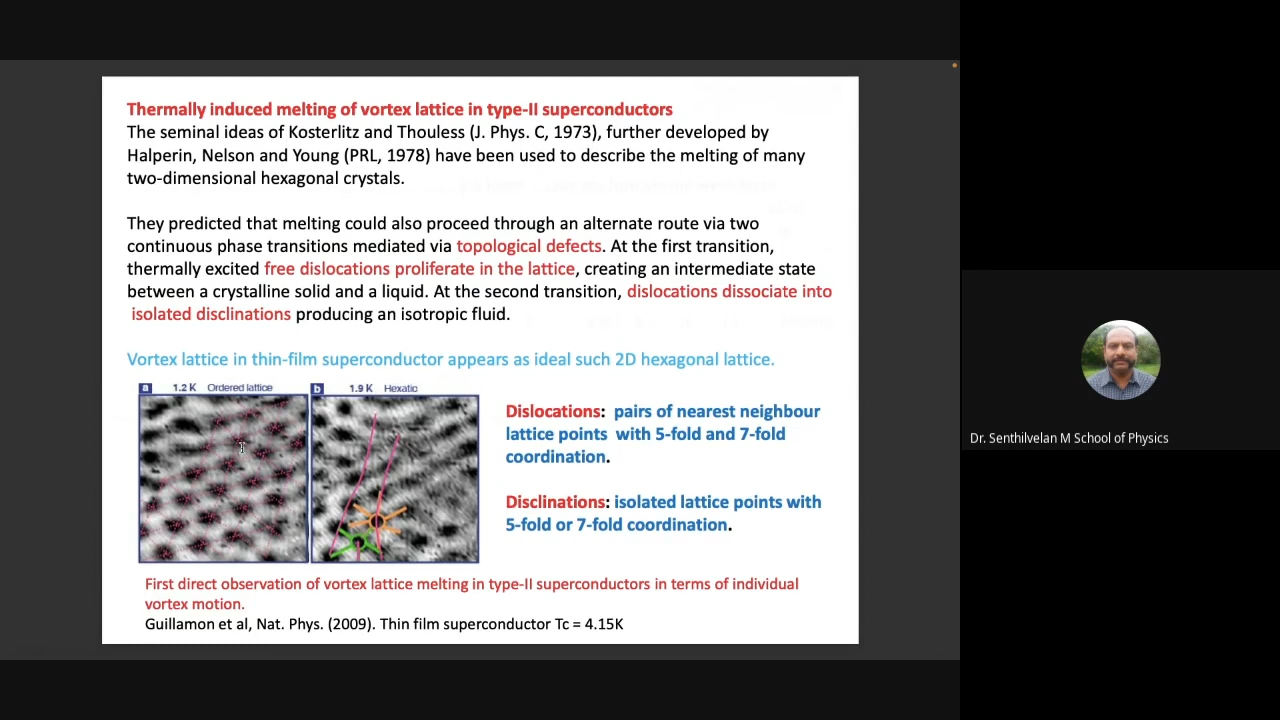 Thermally induced melting of vortex lattice in type-II superconductors
The seminal ideas of Kosterlitz and Thouless (J. Phys. C, 1973), further developed by
Halperin, Nelson and Young (PRL, 1978) have been used to describe the melting of many
two-dimensional hexagonal crystals.
They predicted that melting could also proceed through an alternate route via two
continuous phase transitions mediated via topological defects. At the first transition,
thermally excited free dislocations proliferate in the lattice, creating an intermediate state
between a crystalline solid and a liquid. At the second transition, dislocations dissociate into
isolated disclinations producing an isotropic fluid.
Vortex lattice in thin-film superconductor appears as ideal such 2D hexagonal lattice.
a 1.2 K Ordered lattice
b 1.9 K Hexatic
Dislocations: pairs of nearest neighbour
lattice points with 5-fold and 7-fold
coordination.
Disclinations: isolated lattice points with
5-fold or 7-fold coordination.
First direct observation of vortex lattice melting in type-II superconductors in terms of individual
vortex motion.
Guillamon et al, Nat. Phys. (2009). Thin film superconductor Tc = 4.15K
Dr. Senthilvelan M School of Physics